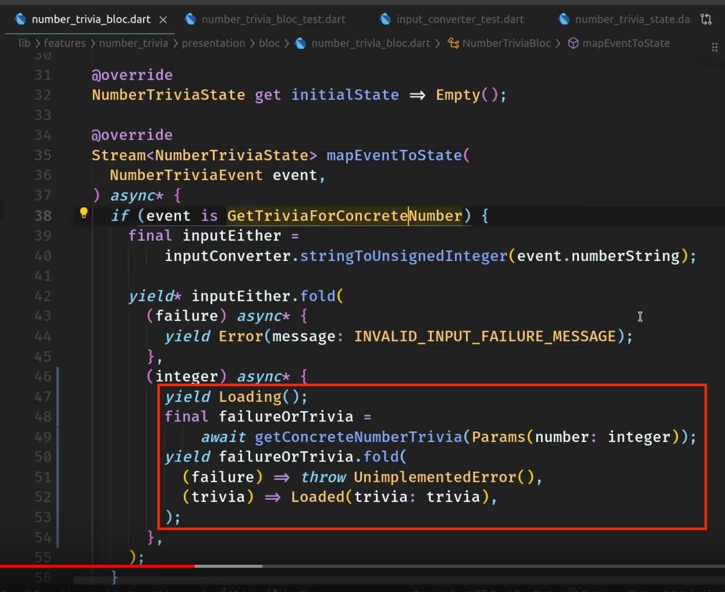 number_trivia_bloc.dart × number_trivia_bloc_test.dart input_converter_test.dart number_trivia_state.da
lib > features > number_trivia > presentation > bloc > number_trivia_bloc.dart > NumberTriviaBloc > mapEventToState
30
31 @override
32 NumberTriviaState get initialState => Empty();
33
34 @override
35 Stream<NumberTriviaState> mapEventToState(
36 NumberTriviaEvent event,
37 ) async* {
38 if (event is GetTriviaForConcreteNumber) {
39 final inputEither =
40 inputConverter.stringToUnsignedInteger(event.numberString);
41
42 yield* inputEither.fold(
43 (failure) async* {
44 yield Error(message: INVALID_INPUT_FAILURE_MESSAGE);
45 },
46 (integer) async* {
47 yield Loading();
48 final failureOrTrivia =
49 await getConcreteNumberTrivia(Params(number: integer));
50 yield failureOrTrivia.fold(
51 (failure) => throw UnimplementedError(),
52 (trivia) => Loaded(trivia: trivia),
53 );
54 },
55 );
56 }